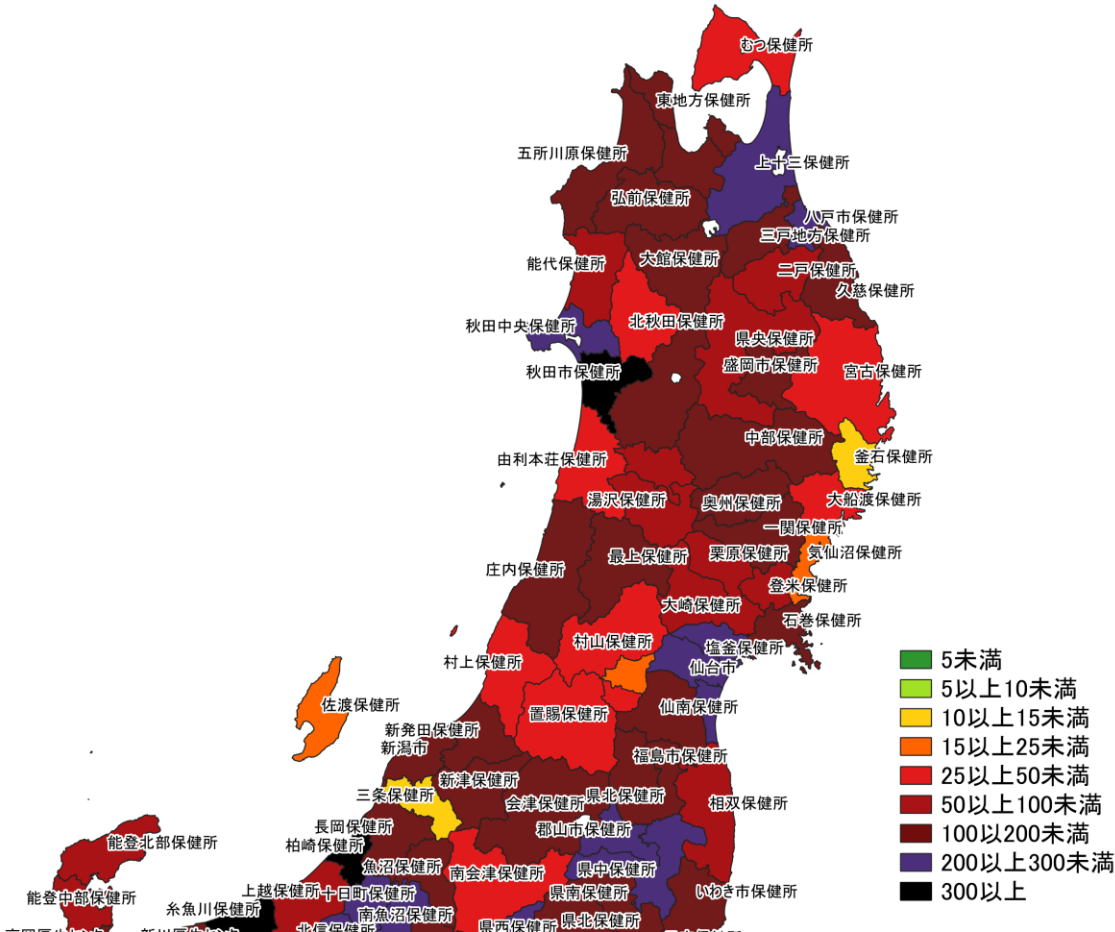 むつ保健所
東地方保健所
五所川原保健所
上十三保健所
弘前保健所
八戸市保健所
三戸地方保健所
能代保健所
大館保健所
二戸保健所
久慈保健所
秋田中央保健所
北秋田保健所
県央保健所
秋田市保健所
盛岡市保健所
宮古保健所
中部保健所
由利本荘保健所
釜石保健所
湯沢保健所
奥州保健所
大船渡保健所
一関保健所
庄内保健所
最上保健所
栗原保健所
気仙沼保健所
登米保健所
大崎保健所
石巻保健所
村上保健所
村山保健所
塩釜保健所
仙台市
佐渡保健所
置賜保健所
仙南保健所
新発田保健所
新潟市
福島市保健所
新津保健所
三条保健所
会津保健所
県北保健所
相双保健所
長岡保健所
郡山市保健所
柏崎保健所
能登北部保健所
魚沼保健所
南会津保健所
県中保健所
能登中部保健所
上越保健所
十日町保健所
県南保健所
いわき市保健所
糸魚川保健所
南魚沼保健所
県西保健所
県北保健所
北信保健所
5未満
5以上10未満
10以上15未満
15以上25未満
25以上50未満
50以上100未満
100以200未満
200以上300未満
300以上